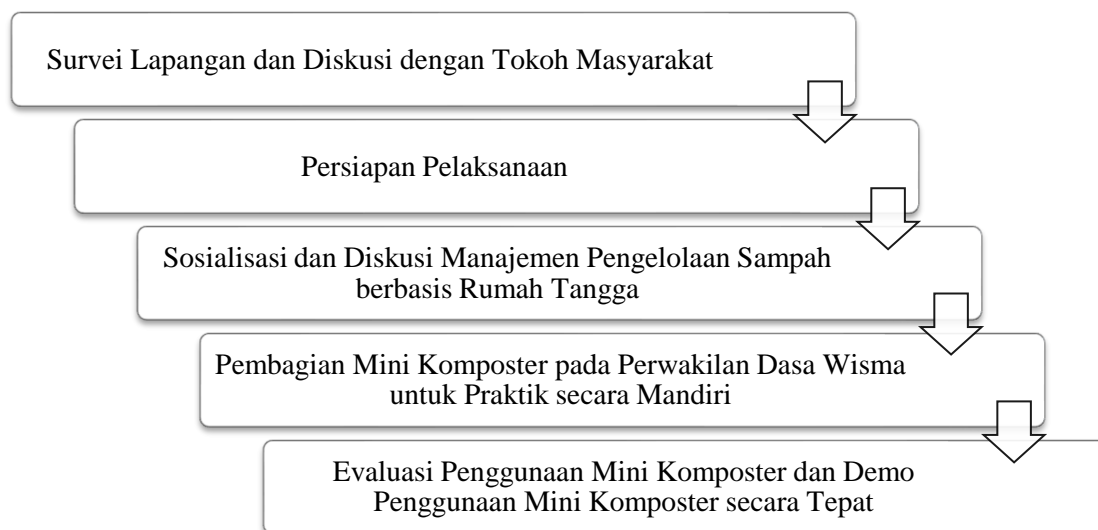 Survei Lapangan dan Diskusi dengan Tokoh Masyarakat
Persiapan Pelaksanaan
Sosialisasi dan Diskusi Manajemen Pengelolaan Sampah
berbasis Rumah Tangga
Pembagian Mini Komposter pada Perwakilan Dasa Wisma
untuk Praktik secara Mandiri
Evaluasi Penggunaan Mini Komposter dan Demo
Penggunaan Mini Komposter secara Tepat